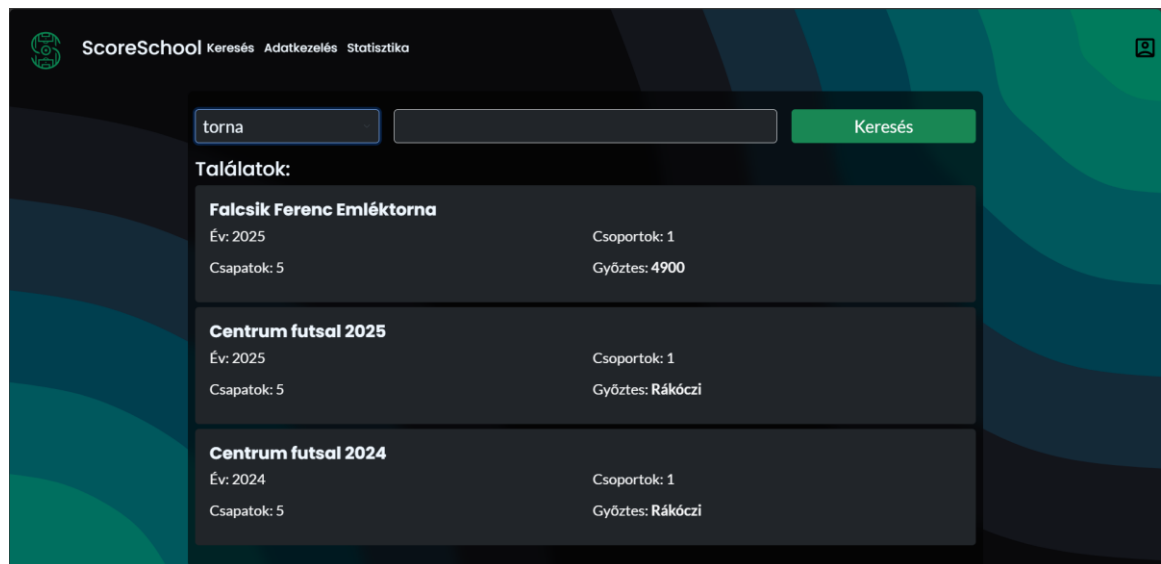 ScoreSchool Keresés Adatkezelés Statisztika
torna Keresés
Találatok:
Falcsik Ferenc Emléktorna
Év: 2025 Csoportok: 1
Csapatok: 5 Győztes: 4900
Centrum futsal 2025
Év: 2025 Csoportok: 1
Csapatok: 5 Győztes: Rákóczi
Centrum futsal 2024
Év: 2024 Csoportok: 1
Csapatok: 5 Győztes: Rákóczi